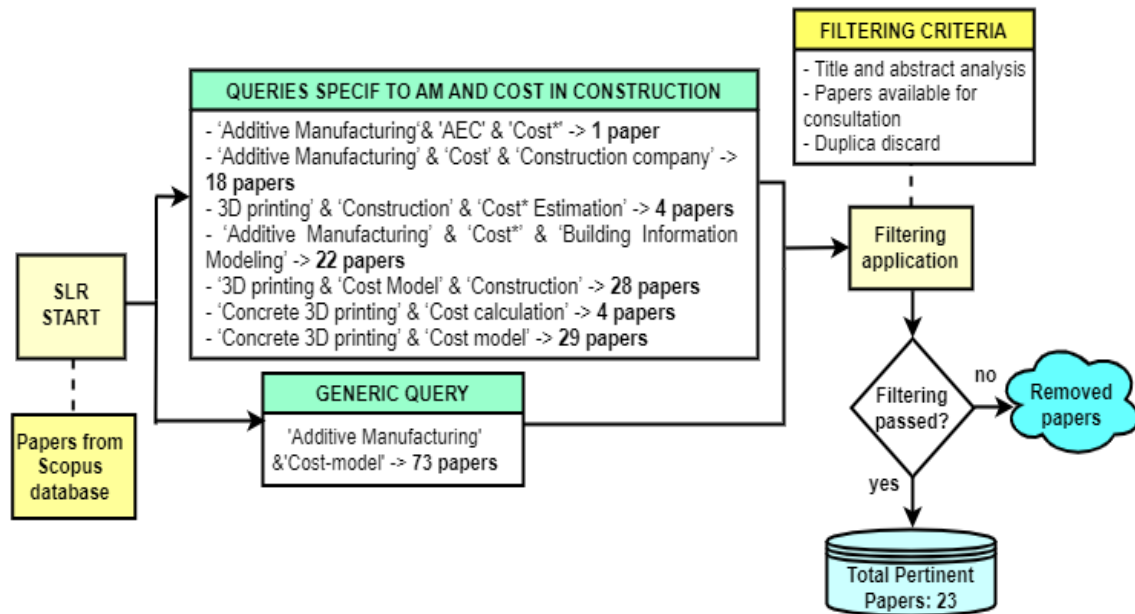 FILTERING CRITERIA
- Title and abstract analysis
- Papers available for
consultation
- Duplica discard
QUERIES SPECIF TO AM AND COST IN CONSTRUCTION
- ‘Additive Manufacturing‘& 'AEC' & 'Cost*' -> 1 paper
- ‘Additive Manufacturing’ & ‘Cost’ & ‘Construction company’ ->
18 papers
- 3D printing’ & ‘Construction’ & ‘Cost* Estimation’ -> 4 papers
- ‘Additive Manufacturing’ & ‘Cost*’ & ‘Building Information
Modeling’ -> 22 papers
- ‘3D printing & ‘Cost Model’ & Construction’ -> 28 papers
- ‘Concrete 3D printing’ & ‘Cost calculation’ -> 4 papers
- ‘Concrete 3D printing’ & ‘Cost model’ -> 29 papers
SLR
START
Papers from
Scopus
database
GENERIC QUERY
'Additive Manufacturing'
&'Cost-model' -> 73 papers
Filtering
application
Filtering
passed?
no
Removed
papers
yes
Total Pertinent
Papers: 23